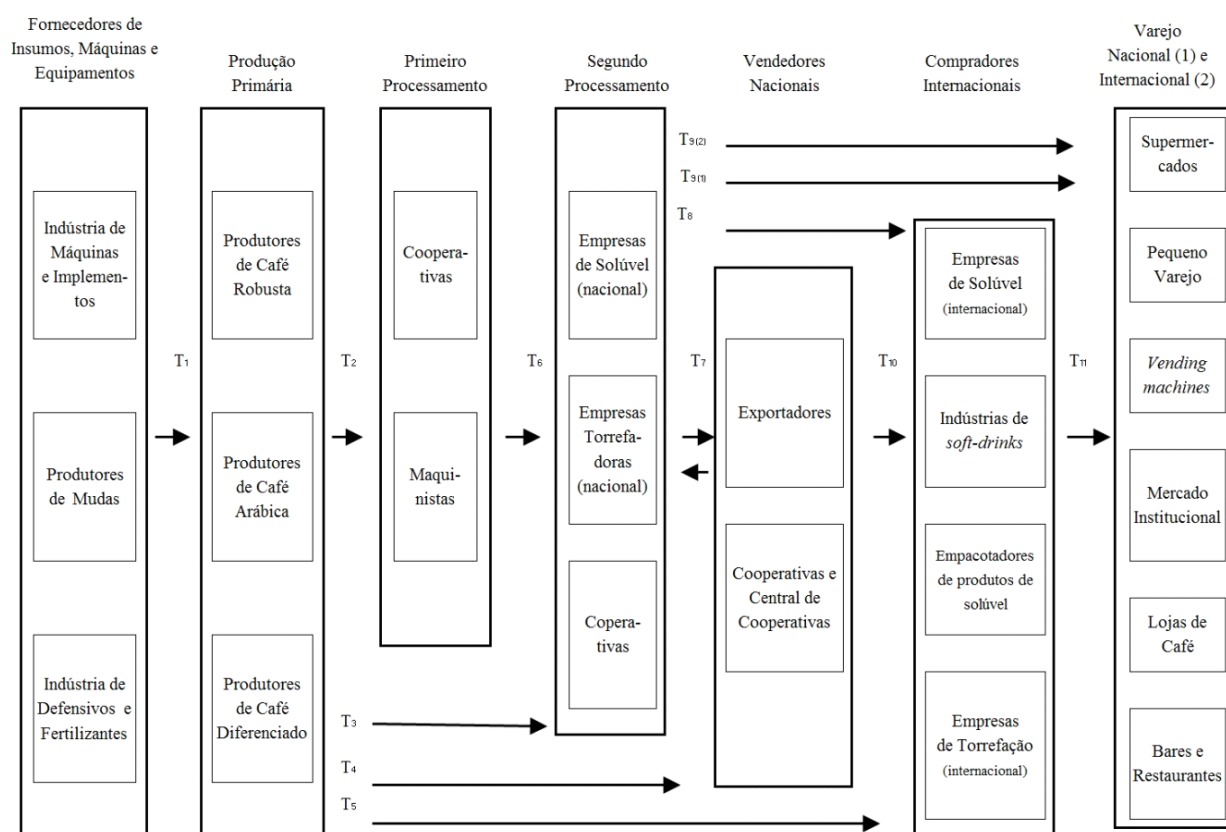 Fornecedores de
Insumos, Máquinas e
Equipamentos
Produção
Primária
Primeiro
Processamento
Segundo
Processamento
Vendedores
Nacionais
Compradores
Internacionais
Varejo
Nacional (1) e
Internacional (2)
Indústria de
Máquinas
e Implemen-
tos
Produtores
de Mudas
Indústria de
Defensivos e
Fertilizantes
T₁
Produtores
de Café
Robusta
Produtores
de Café
Arábica
Produtores
de Café
Diferenciado
T₂
T₃
T₄
T₅
Coopera-
tivas
Maqui-
nistas
T₆
Empresas
de Solúvel
(nacional)
Empresas
Torrefa-
doras
(nacional)
Copera-
tivas
T₉₍₂₎
T₉₍₁₎
T₈
T₇
Exportadores
Cooperativas e
Central de
Cooperativas
T₁₀
Empresas
de Solúvel
(internacional)
Indústrias de
soft-drinks
Empacotadores
de produtos de
solúvel
Empresas
de Torrefação
(internacional)
T₁₁
Supermer-
cados
Pequeno
Varejo
Vending
machines
Mercado
Institucional
Lojas de
Café
Bares e
Restaurantes